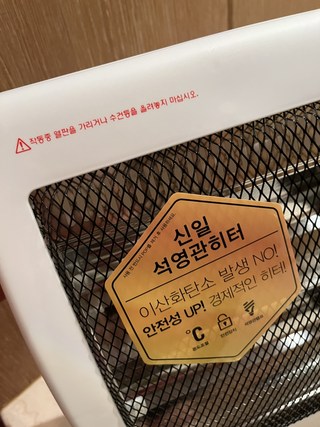 작동중 열판을 가리거나 수건등을 올려놓지 마십시오.
신일
석영관히터
이산화탄소 발생 NO!
안전성 UP! 경제적인 히터!
°C